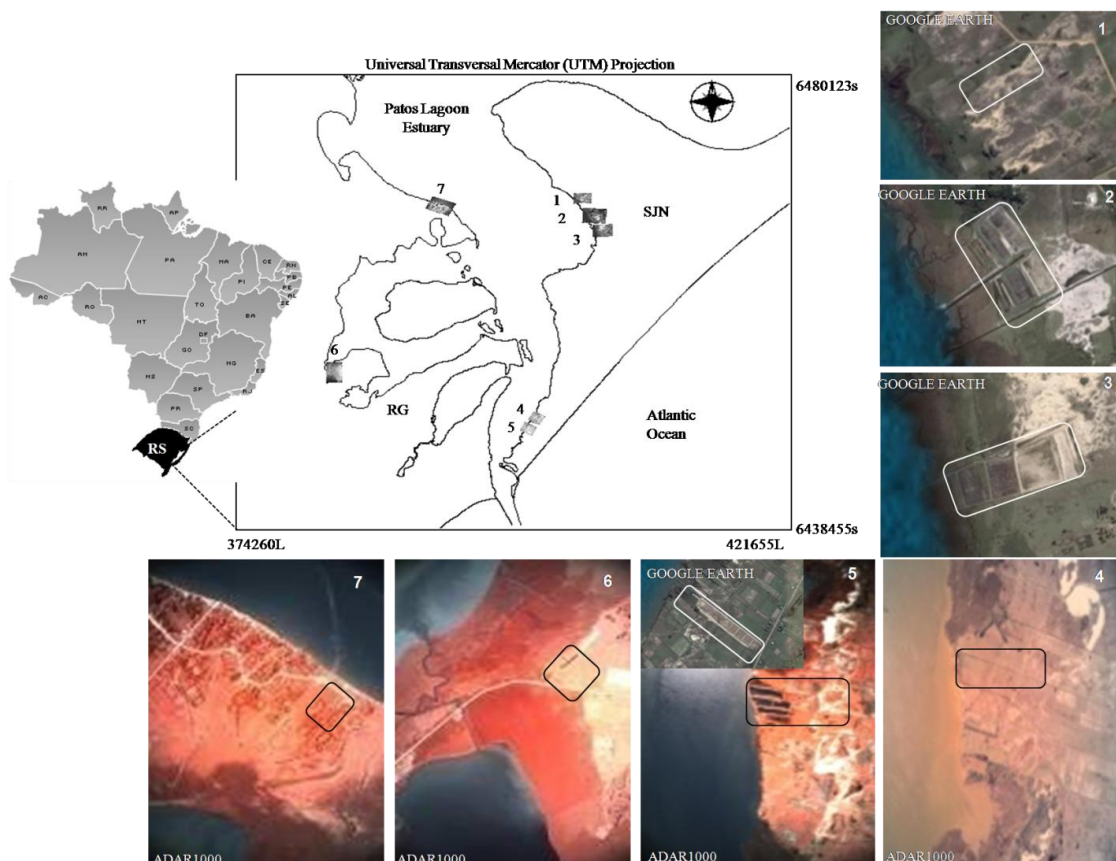 GOOGLE EARTH
1
Universal Transversal Mercator (UTM) Projection
6480123s
Patos Lagoon
Estuary
7
1
2
3
SJN
GOOGLE EARTH
2
RR
AP
AM
PA
MA
CE
RN
PB
PE
AL
SE
PI
AC
RO
TO
BA
MT
DF
GO
MG
ES
MS
SP
RJ
PR
SC
RS
6
RG
4
5
Atlantic
Ocean
GOOGLE EARTH
3
6438455s
374260L
421655L
7
ADAR1000
6
ADAR1000
GOOGLE EARTH
5
ADAR1000
4
ADAR1000